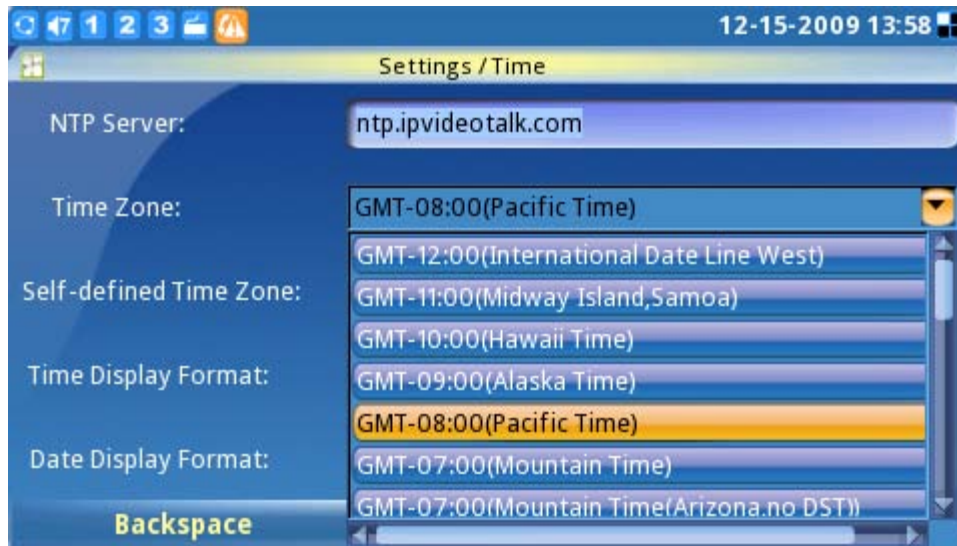 7 1 2 3 12-15-2009 13:58
Settings / Time
NTP Server: ntp.ipvideotalk.com
Time Zone: GMT-08:00(Pacific Time)
GMT-12:00(International Date Line West)
Self-defined Time Zone: GMT-11:00(Midway Island,Samoa)
GMT-10:00(Hawaii Time)
Time Display Format: GMT-09:00(Alaska Time)
GMT-08:00(Pacific Time)
Date Display Format: GMT-07:00(Mountain Time)
GMT-07:00(Mountain Time(Arizona.no DST))
Backspace